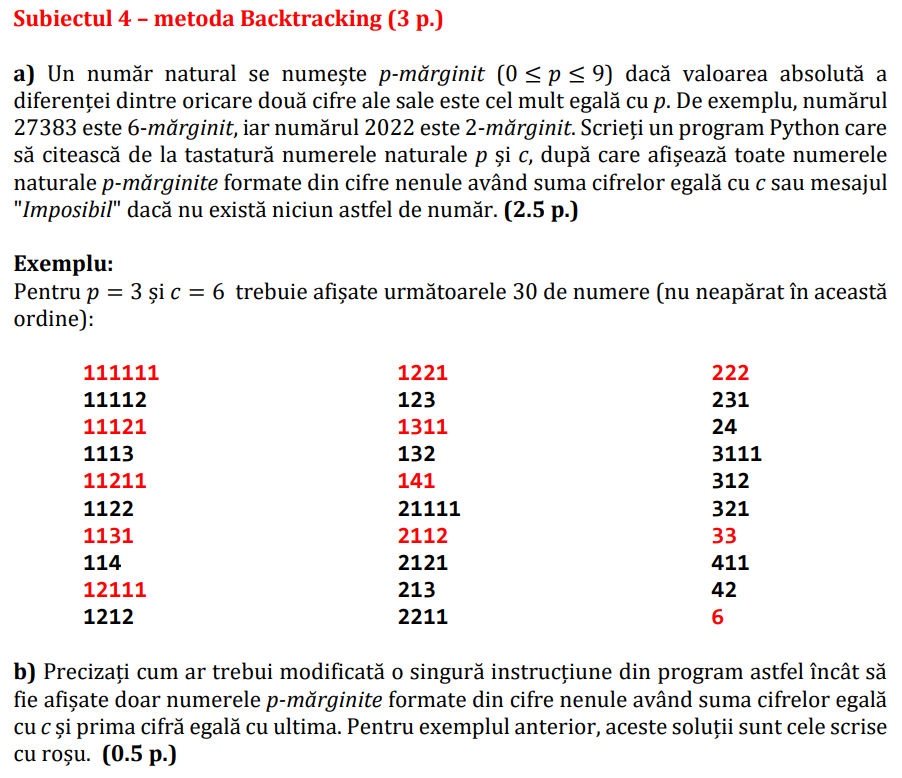 Subiectul 4 – metoda Backtracking (3 p.)
a) Un număr natural se numește p-mărginit (0 ≤ p ≤ 9) dacă valoarea absolută a
diferenței dintre oricare două cifre ale sale este cel mult egală cu p. De exemplu, numărul
27383 este 6-mărginit, iar numărul 2022 este 2-mărginit. Scrieți un program Python care
să citească de la tastatură numerele naturale p și c, după care afișează toate numerele
naturale p-mărginite formate din cifre nenule având suma cifrelor egală cu c sau mesajul
"Imposibil" dacă nu există niciun astfel de număr. (2.5 p.)
Exemplu:
Pentru p = 3 și c = 6 trebuie afișate următoarele 30 de numere (nu neapărat în această
ordine):
111111 1221 222
11112 123 231
11121 1311 24
1113 132 3111
11211 141 312
1122 21111 321
1131 2112 33
114 2121 411
12111 213 42
1212 2211 6
b) Precizați cum ar trebui modificată o singură instrucțiune din program astfel încât să
fie afișate doar numerele p-mărginite formate din cifre nenule având suma cifrelor egală
cu c și prima cifră egală cu ultima. Pentru exemplul anterior, aceste soluții sunt cele scrise
cu roșu. (0.5 p.)